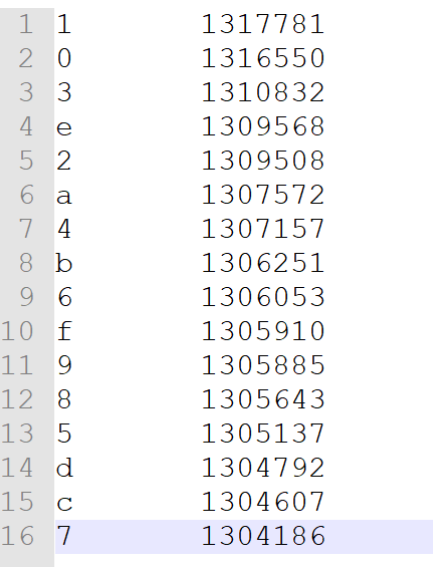 1 1 1317781
2 0 1316550
3 3 1310832
4 e 1309568
5 2 1309508
6 a 1307572
7 4 1307157
8 b 1306251
9 6 1306053
10 f 1305910
11 9 1305885
12 8 1305643
13 5 1305137
14 d 1304792
15 c 1304607
16 7 1304186